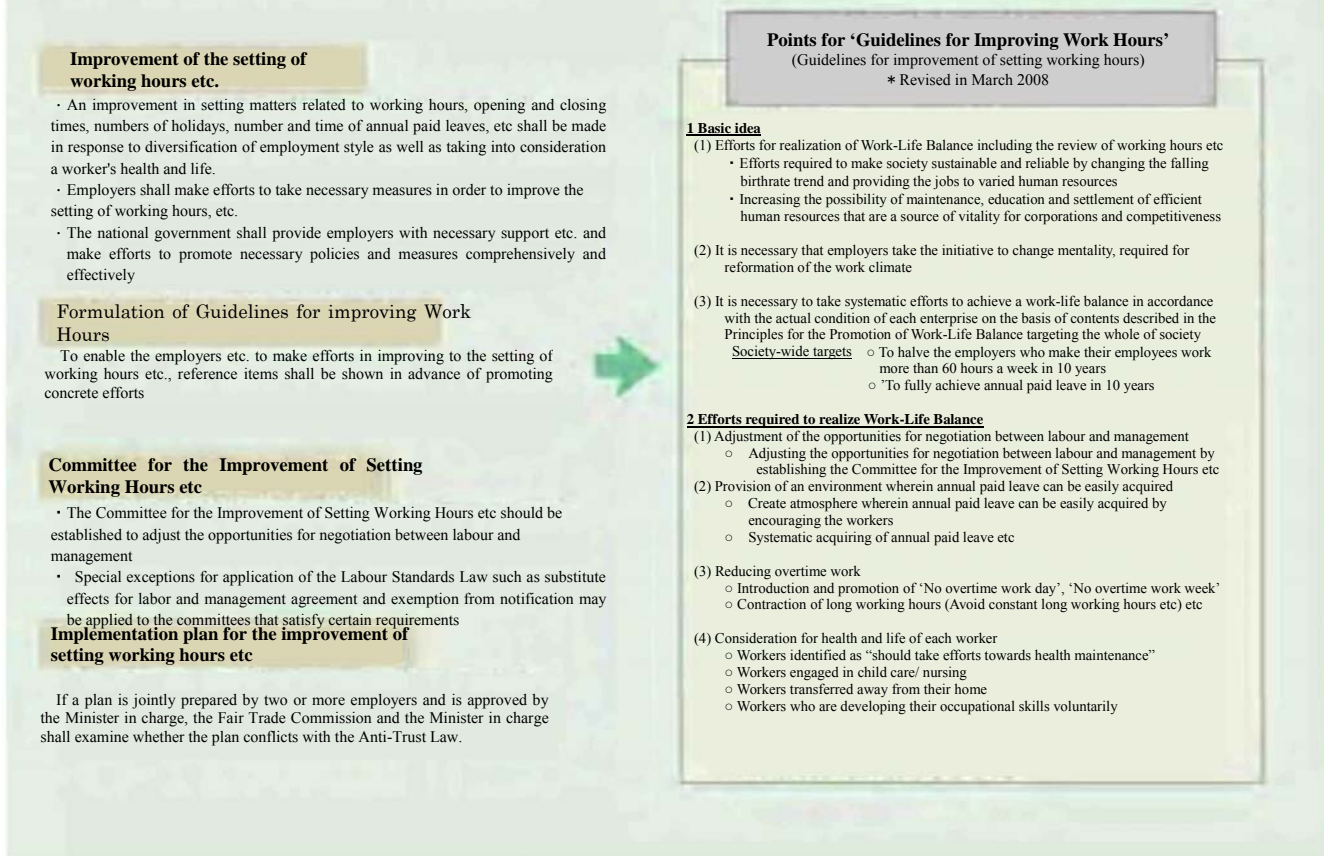 Improvement of the setting of
working hours etc.
・An improvement in setting matters related to working hours, opening and closing
times, numbers of holidays, number and time of annual paid leaves, etc shall be made
in response to diversification of employment style as well as taking into consideration
a worker's health and life.
・Employers shall make efforts to take necessary measures in order to improve the
setting of working hours, etc.
・The national government shall provide employers with necessary support etc. and
make efforts to promote necessary policies and measures comprehensively and
effectively
Formulation of Guidelines for improving Work
Hours
To enable the employers etc. to make efforts in improving to the setting of
working hours etc., reference items shall be shown in advance of promoting
concrete efforts
Committee for the Improvement of Setting
Working Hours etc
・The Committee for the Improvement of Setting Working Hours etc should be
established to adjust the opportunities for negotiation between labour and
management
・ Special exceptions for application of the Labour Standards Law such as substitute
effects for labor and management agreement and exemption from notification may
be applied to the committees that satisfy certain requirements
Implementation plan for the improvement of
setting working hours etc
If a plan is jointly prepared by two or more employers and is approved by
the Minister in charge, the Fair Trade Commission and the Minister in charge
shall examine whether the plan conflicts with the Anti-Trust Law.
Points for ‘Guidelines for Improving Work Hours’
(Guidelines for improvement of setting working hours)
＊Revised in March 2008
1 Basic idea
(1) Efforts for realization of Work-Life Balance including the review of working hours etc
・Efforts required to make society sustainable and reliable by changing the falling
birthrate trend and providing the jobs to varied human resources
・Increasing the possibility of maintenance, education and settlement of efficient
human resources that are a source of vitality for corporations and competitiveness
(2) It is necessary that employers take the initiative to change mentality, required for
reformation of the work climate
(3) It is necessary to take systematic efforts to achieve a work-life balance in accordance
with the actual condition of each enterprise on the basis of contents described in the
Principles for the Promotion of Work-Life Balance targeting the whole of society
Society-wide targets ○ To halve the employers who make their employees work
more than 60 hours a week in 10 years
○ ’To fully achieve annual paid leave in 10 years
2 Efforts required to realize Work-Life Balance
(1) Adjustment of the opportunities for negotiation between labour and management
○ Adjusting the opportunities for negotiation between labour and management by
establishing the Committee for the Improvement of Setting Working Hours etc
(2) Provision of an environment wherein annual paid leave can be easily acquired
○ Create atmosphere wherein annual paid leave can be easily acquired by
encouraging the workers
○ Systematic acquiring of annual paid leave etc
(3) Reducing overtime work
○ Introduction and promotion of ‘No overtime work day’, ‘No overtime work week’
○ Contraction of long working hours (Avoid constant long working hours etc) etc
(4) Consideration for health and life of each worker
○ Workers identified as “should take efforts towards health maintenance”
○ Workers engaged in child care/ nursing
○ Workers transferred away from their home
○ Workers who are developing their occupational skills voluntarily